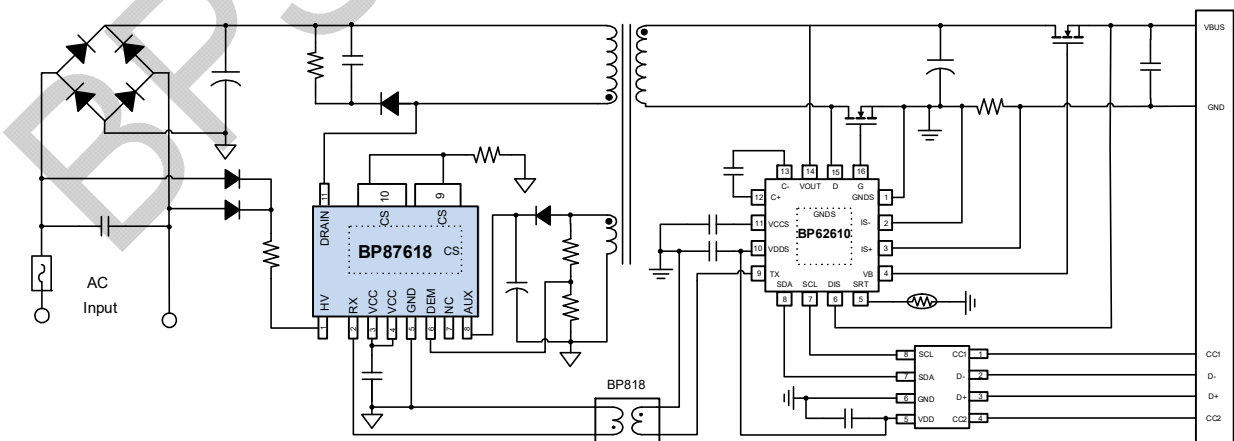 BPS
VBUS
GND
13
14
15
16
C-
VOUT
D
G
12
C+
GNDS
1
GNDS
11
VCCS
BP62610
IS-
2
10
VDDS
IS+
3
9
TX
VB
4
SDA
SCL
DIS
SRT
8
7
6
5
11
DRAIN
10
CS
9
CS
BP87618
CS
HV
RX
VCC
VCC
GND
DEM
NC
AUX
1
2
3
4
5
6
7
8
AC
Input
BP818
8
SCL
CC1
1
CC1
7
SDA
D-
2
D-
6
GND
D+
3
D+
5
VDD
CC2
4
CC2